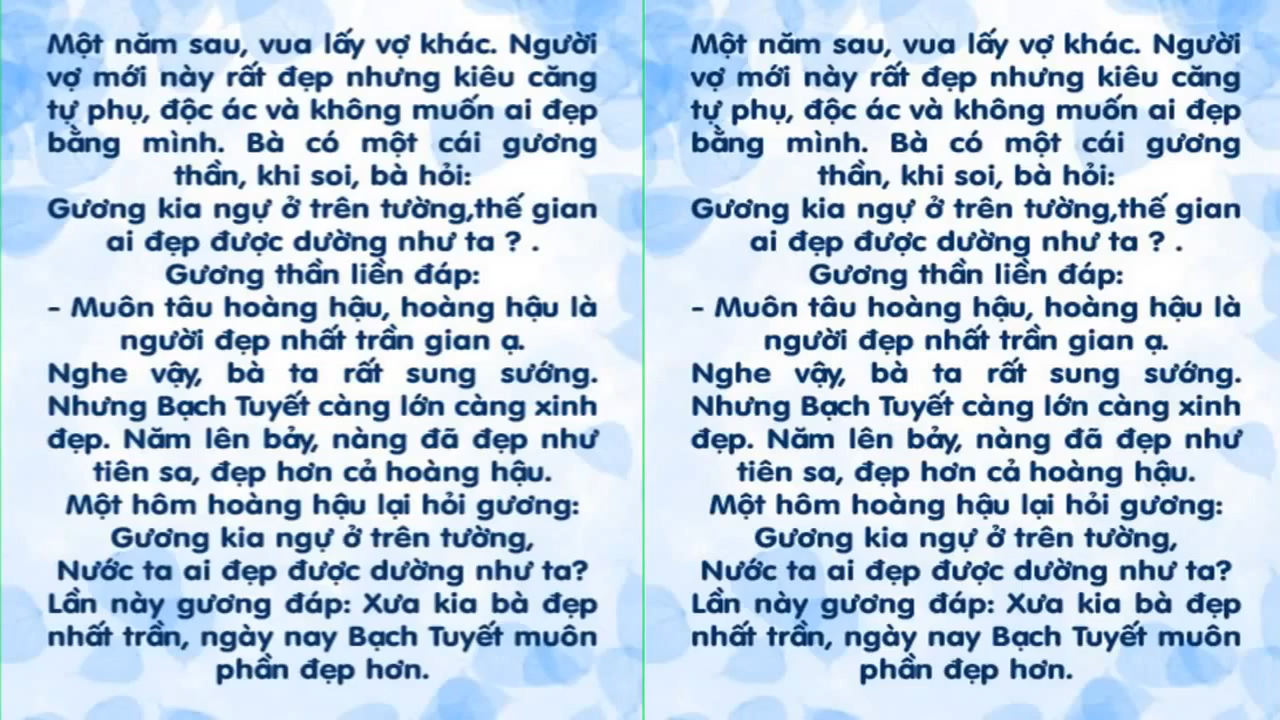 Một năm sau, vua lấy vợ khác. Người
vợ mới này rất đẹp nhưng kiêu căng
tự phụ, độc ác và không muốn ai đẹp
bằng mình. Bà có một cái gương
thần, khi soi, bà hỏi:
Gương kia ngự ở trên tường,thế gian
ai đẹp được dường như ta ? .
Gương thần liền đáp:
– Muôn tâu hoàng hậu, hoàng hậu là
người đẹp nhất trần gian ạ.
Nghe vậy, bà ta rất sung sướng.
Nhưng Bạch Tuyết càng lớn càng xinh
đẹp. Năm lên bảy, nàng đã đẹp như
tiên sa, đẹp hơn cả hoàng hậu.
Một hôm hoàng hậu lại hỏi gương:
Gương kia ngự ở trên tường,
Nước ta ai đẹp được dường như ta?
Lần này gương đáp: Xưa kia bà đẹp
nhất trần, ngày nay Bạch Tuyết muôn
phần đẹp hơn.
Một năm sau, vua lấy vợ khác. Người
vợ mới này rất đẹp nhưng kiêu căng
tự phụ, độc ác và không muốn ai đẹp
bằng mình. Bà có một cái gương
thần, khi soi, bà hỏi:
Gương kia ngự ở trên tường,thế gian
ai đẹp được dường như ta ? .
Gương thần liền đáp:
– Muôn tâu hoàng hậu, hoàng hậu là
người đẹp nhất trần gian ạ.
Nghe vậy, bà ta rất sung sướng.
Nhưng Bạch Tuyết càng lớn càng xinh
đẹp. Năm lên bảy, nàng đã đẹp như
tiên sa, đẹp hơn cả hoàng hậu.
Một hôm hoàng hậu lại hỏi gương:
Gương kia ngự ở trên tường,
Nước ta ai đẹp được dường như ta?
Lần này gương đáp: Xưa kia bà đẹp
nhất trần, ngày nay Bạch Tuyết muôn
phần đẹp hơn.